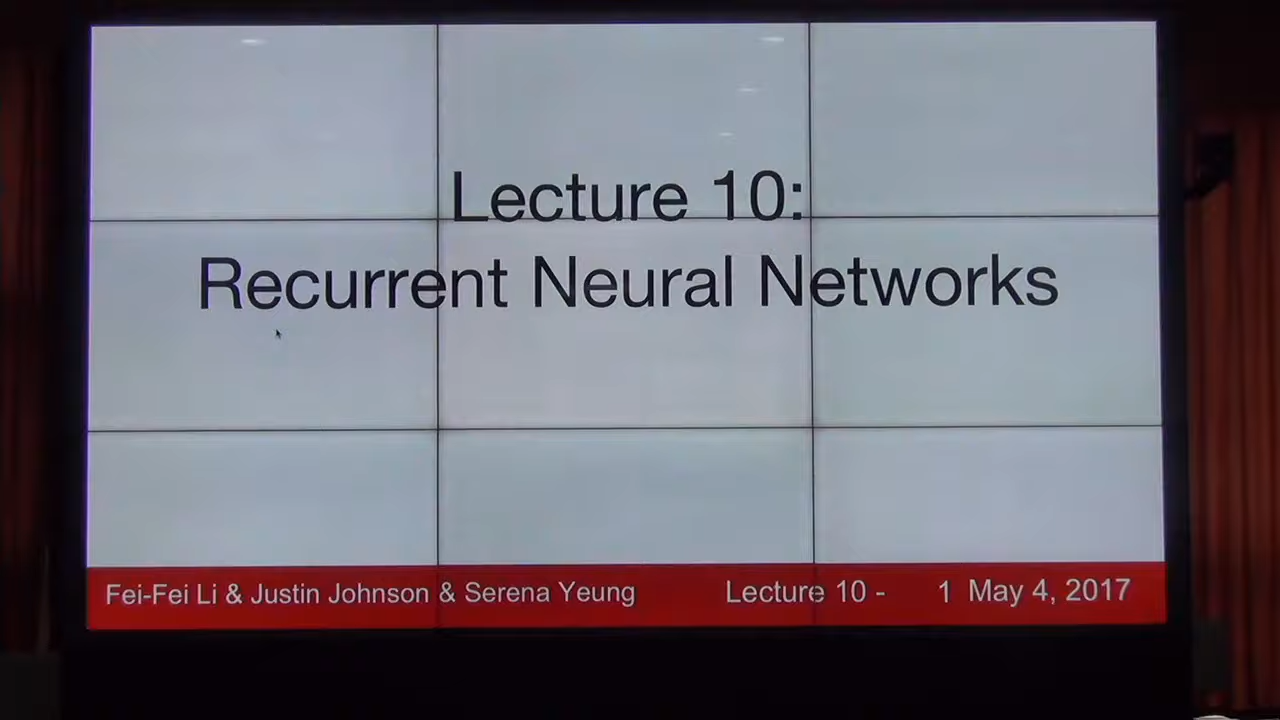 Lecture 10:
Recurrent Neural Networks
Fei-Fei Li & Justin Johnson & Serena Yeung Lecture 10 - 1 May 4, 2017